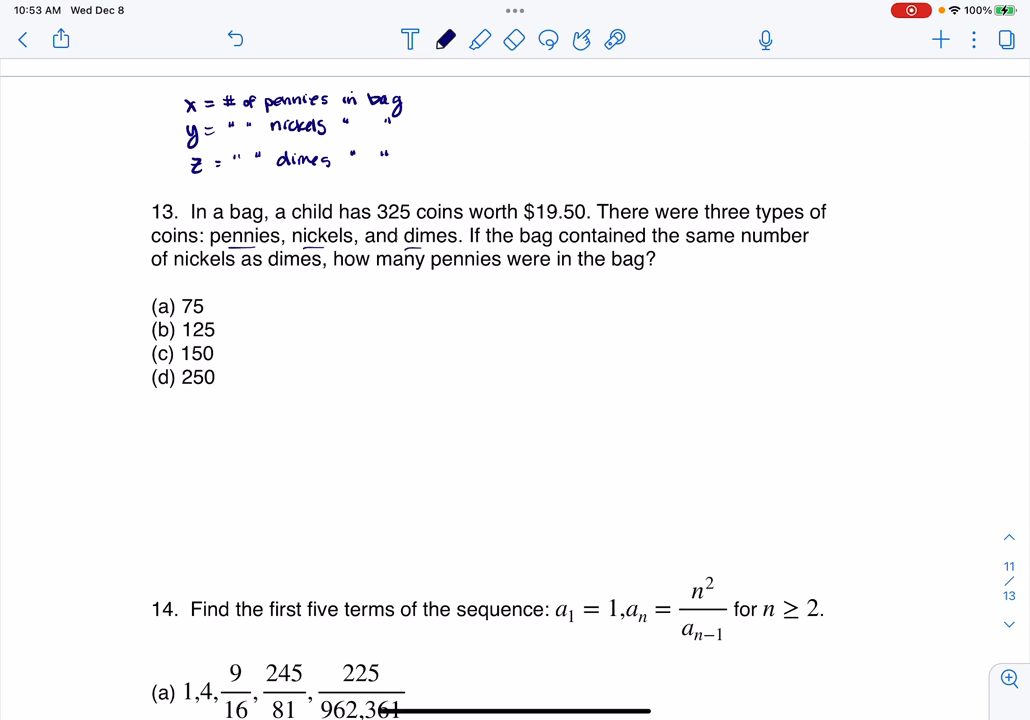 10:53 AM Wed Dec 8
100%
x = # of pennies in bag
y = " " nickels " "
z = " " dimes " "
13. In a bag, a child has 325 coins worth $19.50. There were three types of
coins: pennies, nickels, and dimes. If the bag contained the same number
of nickels as dimes, how many pennies were in the bag?
(a) 75
(b) 125
(c) 150
(d) 250
14. Find the first five terms of the sequence: a₁ = 1,aₙ = n²/aₙ₋₁ for n ≥ 2.
(a) 1,4, 9/16, 245/81, 225/962,361
11
/
13